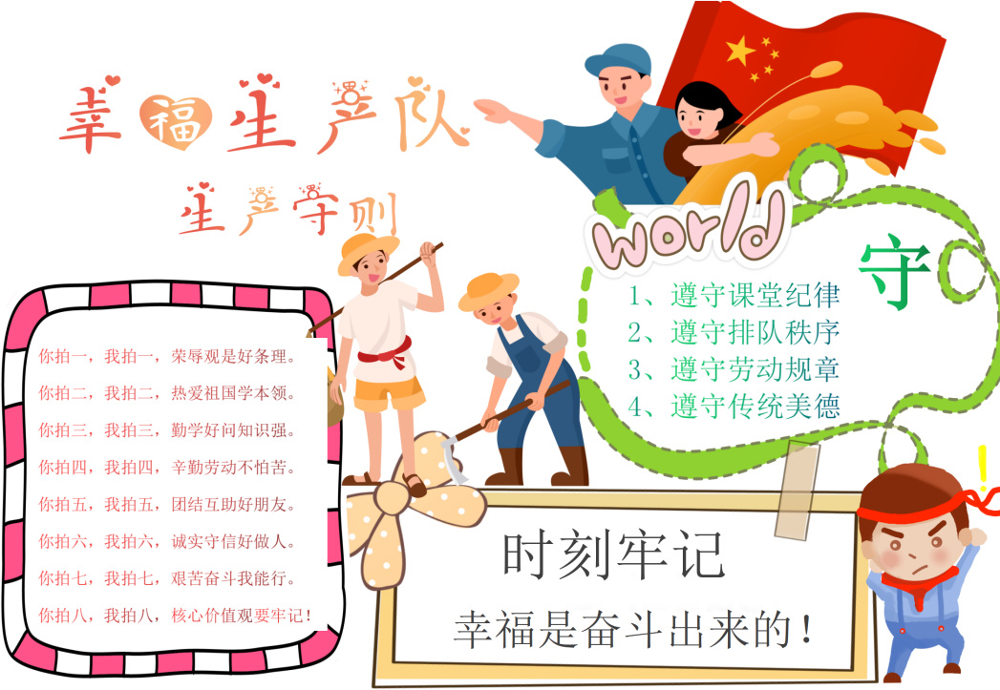 幸福生产队
生产守则
world
守
1、遵守课堂纪律
2、遵守排队秩序
3、遵守劳动规章
4、遵守传统美德
你拍一，我拍一，荣辱观是好条理。
你拍二，我拍二，热爱祖国学本领。
你拍三，我拍三，勤学好问知识强。
你拍四，我拍四，辛勤劳动不怕苦。
你拍五，我拍五，团结互助好朋友。
你拍六，我拍六，诚实守信好做人。
你拍七，我拍七，艰苦奋斗我能行。
你拍八，我拍八，核心价值观要牢记！
时刻牢记
幸福是奋斗出来的！